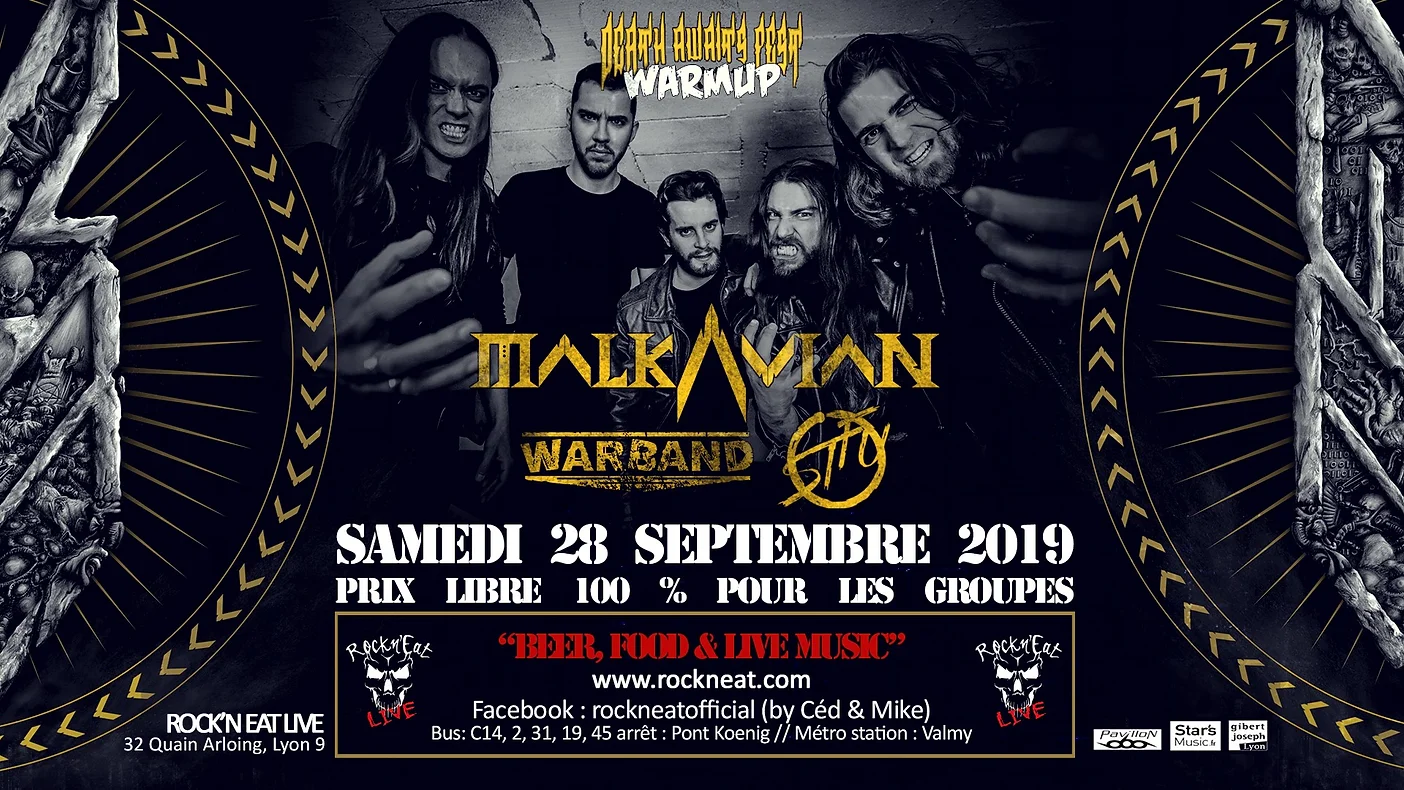 DEATH AWAITS FEST
WARMUP
MALKAVIAN
WARBAND
STAY
SAMEDI 28 SEPTEMBRE 2019
PRIX LIBRE 100 % POUR LES GROUPES
Rock n'Eat
LIVE
“BEER, FOOD & LIVE MUSIC”
www.rockneat.com
Facebook : rockneatofficial (by Céd & Mike)
Bus: C14, 2, 31, 19, 45 arrêt : Pont Koenig // Métro station : Valmy
Rock n'Eat
LIVE
ROCK'N EAT LIVE
32 Quain Arloing, Lyon 9
PAVILLON
Star's
Music.fr
gibert
joseph
Lyon